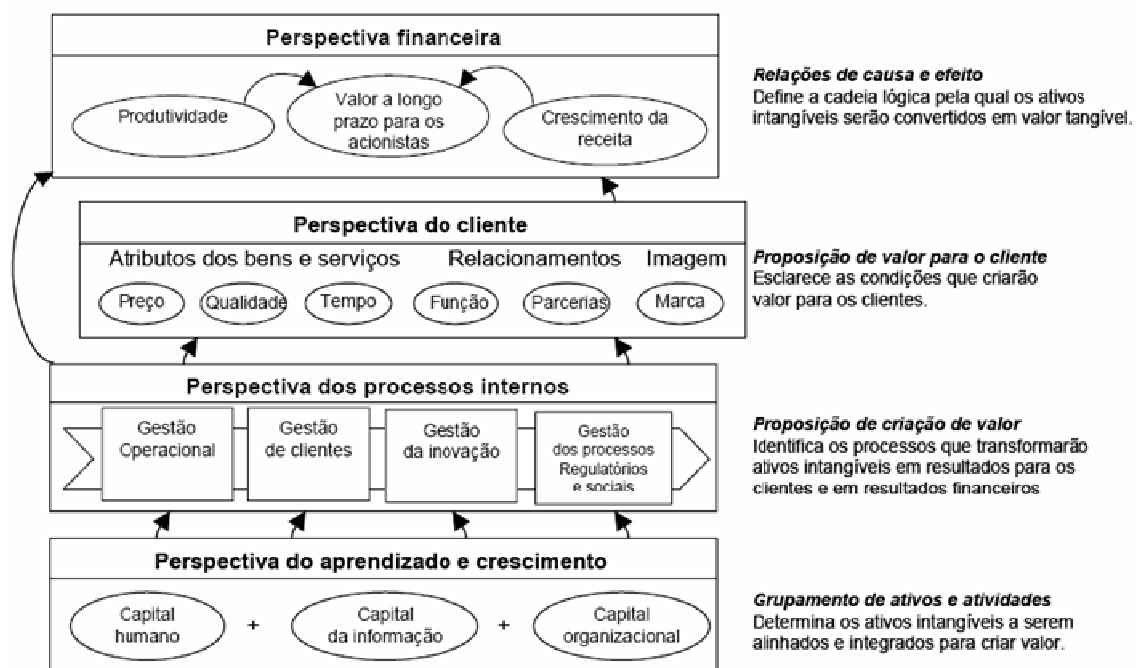 Perspectiva financeira
Produtividade
Valor a longo
prazo para os
acionistas
Crescimento da
receita
Relações de causa e efeito
Define a cadeia lógica pela qual os ativos
intangíveis serão convertidos em valor tangível.
Perspectiva do cliente
Atributos dos bens e serviços Relacionamentos Imagem
Preço Qualidade Tempo Função Parcerias Marca
Proposição de valor para o cliente
Esclarece as condições que criarão
valor para os clientes.
Perspectiva dos processos internos
Gestão
Operacional
Gestão
de clientes
Gestão
da inovação
Gestão
dos processos
Regulatórios
e sociais
Proposição de criação de valor
Identifica os processos que transformarão
ativos intangíveis em resultados para os
clientes e em resultados financeiros
Perspectiva do aprendizado e crescimento
Capital
humano
+
Capital
da informação
+
Capital
organizacional
Grupamento de ativos e atividades
Determina os ativos intangíveis a serem
alinhados e integrados para criar valor.